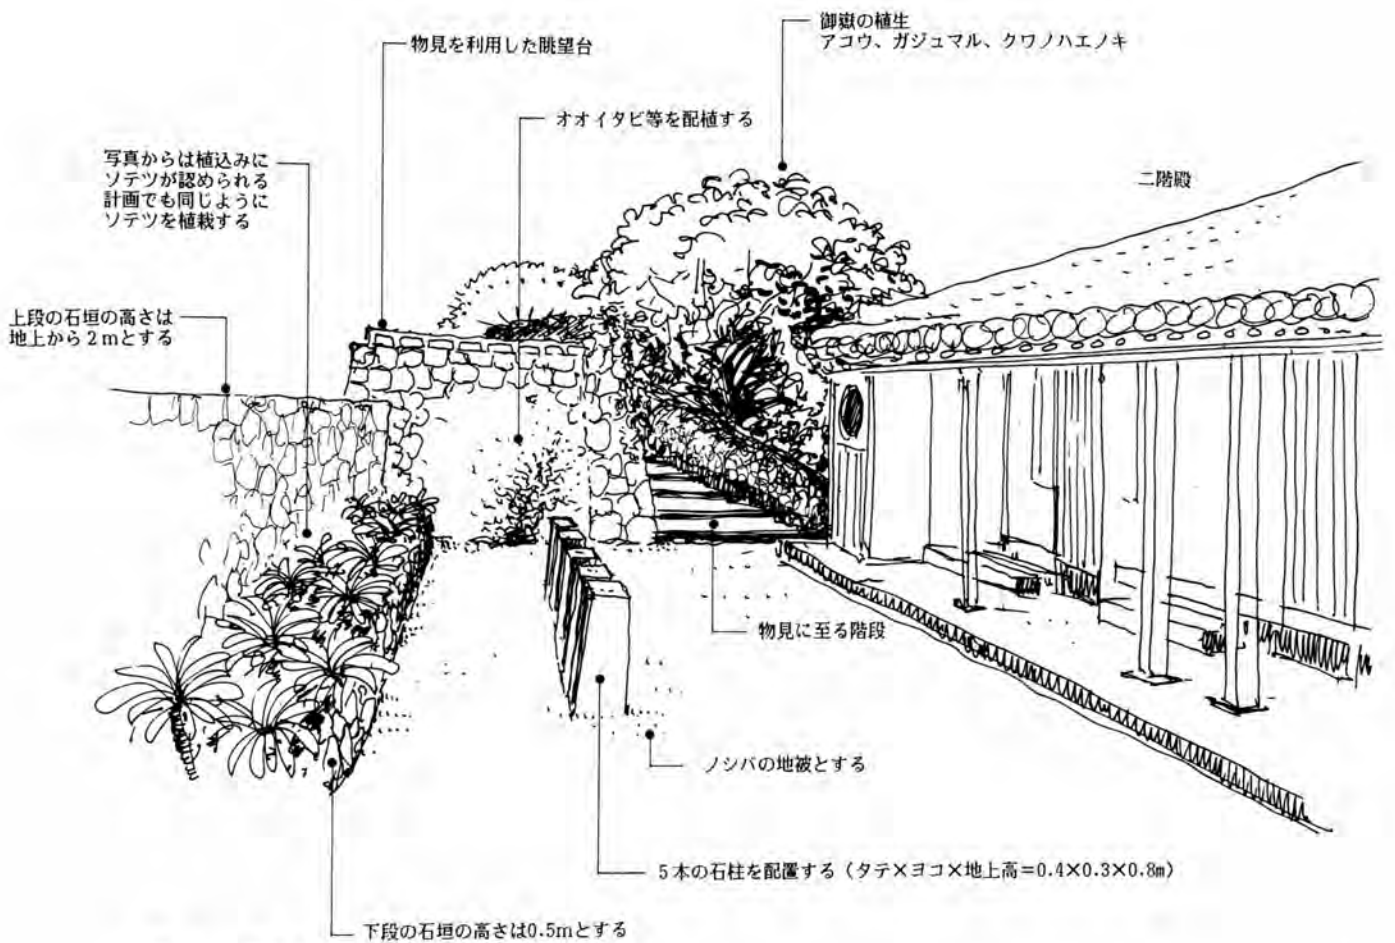 御嶽の植生
アコウ、ガジュマル、クワノハエノキ
物見を利用した眺望台
オオイタビ等を配植する
写真からは植込みに
ソテツが認められる
計画でも同じように
ソテツを植栽する
二階殿
上段の石垣の高さは
地上から2mとする
物見に至る階段
ノシバの地被とする
5本の石柱を配置する（タテ×ヨコ×地上高=0.4×0.3×0.8m）
下段の石垣の高さは0.5mとする